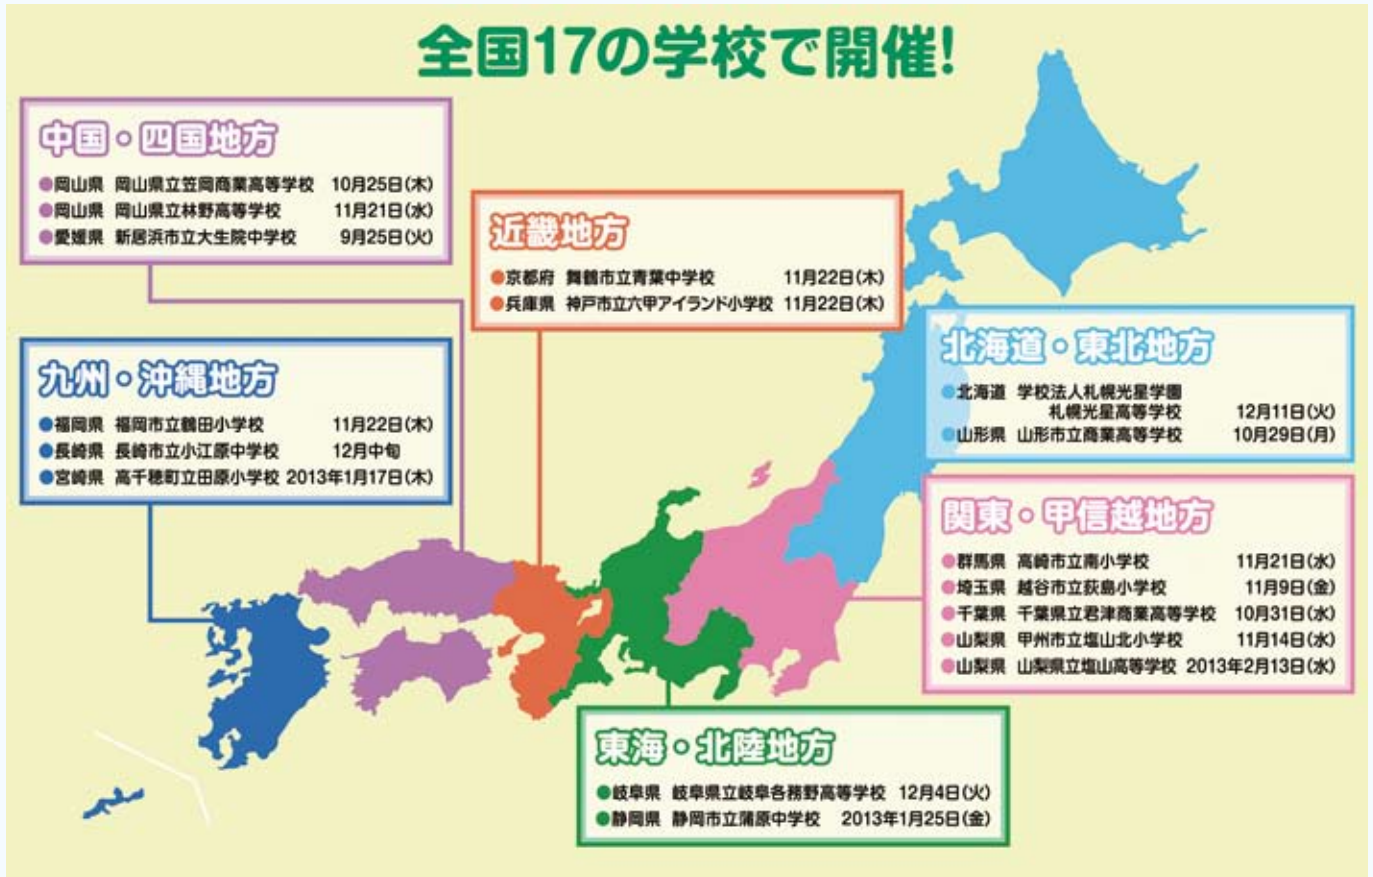 全国17の学校で開催!
中国・四国地方
●岡山県 岡山県立笠岡商業高等学校 10月25日(木)
●岡山県 岡山県立林野高等学校 11月21日(水)
●愛媛県 新居浜市立大生院中学校 9月25日(火)
近畿地方
●京都府 舞鶴市立青葉中学校 11月22日(木)
●兵庫県 神戸市立六甲アイランド小学校 11月22日(木)
九州・沖縄地方
●福岡県 福岡市立鶴田小学校 11月22日(木)
●長崎県 長崎市立小江原中学校 12月中旬
●宮崎県 高千穂町立田原小学校 2013年1月17日(木)
北海道・東北地方
●北海道 学校法人札幌光星学園
札幌光星高等学校 12月11日(火)
●山形県 山形市立商業高等学校 10月29日(月)
関東・甲信越地方
●群馬県 高崎市立南小学校 11月21日(水)
●埼玉県 越谷市立荻島小学校 11月9日(金)
●千葉県 千葉県立君津商業高等学校 10月31日(水)
●山梨県 甲州市立塩山北小学校 11月14日(水)
●山梨県 山梨県立塩山高等学校 2013年2月13日(水)
東海・北陸地方
●岐阜県 岐阜県立岐阜各務野高等学校 12月4日(火)
●静岡県 静岡市立蒲原中学校 2013年1月25日(金)